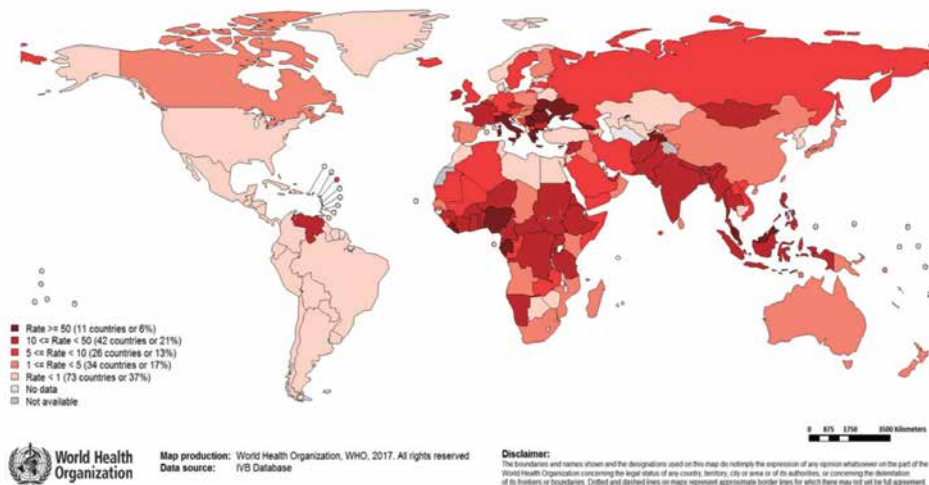 Rate >= 50 (11 countries or 6%)
10 <= Rate < 50 (42 countries or 21%)
5 <= Rate < 10 (26 countries or 13%)
1 <= Rate < 5 (34 countries or 17%)
Rate < 1 (73 countries or 37%)
No data
Not available
0 875 1750 3500 Kilometers
World Health
Organization
Map production: World Health Organization, WHO, 2017. All rights reserved
Data source: IVB Database
Disclaimer:
The boundaries and names shown and the designations used on this map do not imply the expression of any opinion whatsoever on the part of the
World Health Organization concerning the legal status of any country, territory, city or area or of its authorities, or concerning the delimitation
of its frontiers or boundaries. Dotted and dashed lines on maps represent approximate border lines for which there may not yet be full agreement.